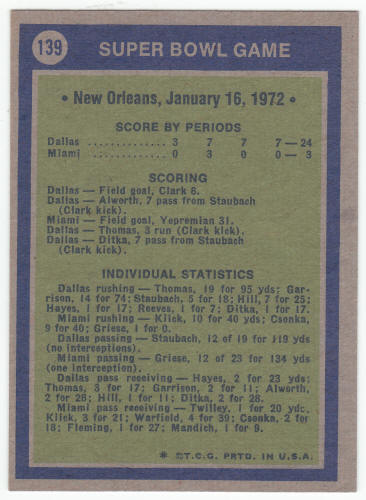 139 SUPER BOWL GAME
• New Orleans, January 16, 1972 •
SCORE BY PERIODS
Dallas .............. 3 7 7 7 — 24
Miami .............. 0 3 0 0 — 3
SCORING
Dallas — Field goal, Clark 6.
Dallas — Alworth, 7 pass from Staubach
(Clark kick).
Miami — Field goal, Yepremian 31.
Dallas — Thomas, 3 run (Clark kick).
Dallas — Ditka, 7 pass from Staubach
(Clark kick).
INDIVIDUAL STATISTICS
Dallas rushing — Thomas, 19 for 95 yds; Gar-
rison, 14 for 74; Staubach, 5 for 18; Hill, 7 for 25;
Hayes, 1 for 17; Reeves, 1 for 7; Ditka, 1 for 17.
Miami rushing — Kiick, 10 for 40 yds; Csonka,
9 for 40; Griese, 1 for 0.
Dallas passing — Staubach, 12 of 19 for 119 yds
(no interceptions).
Miami passing — Griese, 12 of 23 for 134 yds
(one interception).
Dallas pass receiving — Hayes, 2 for 23 yds;
Thomas, 3 for 17; Garrison, 2 for 11; Alworth,
2 for 28; Hill, 1 for 11; Ditka, 2 for 28.
Miami pass receiving — Twilley, 1 for 20 yds,
Kiick, 3 for 21; Warfield, 4 for 39; Csonka, 2 for
18; Fleming, 1 for 27; Mandich, 1 for 9.
* ©T.C.G. PRTD. IN U.S.A.